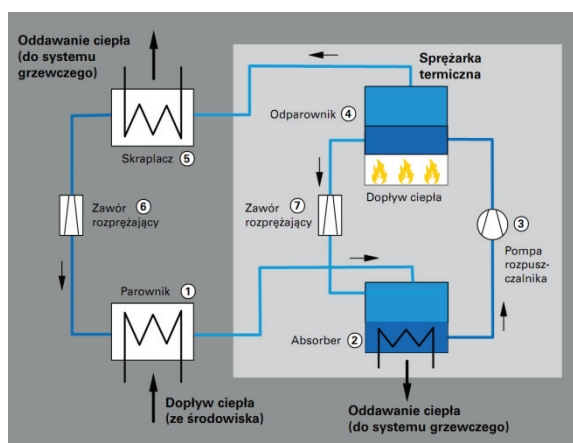 Oddawanie ciepła
(do systemu
grzewczego)
Sprężarka
termiczna
Odparownik 4
Skraplacz 5
Dopływ ciepła
Zawór 6
rozprężający
7
Zawór
rozprężający
3
Pompa
rozpusz-
czalnika
Parownik 1
Absorber 2
Dopływ ciepła
(ze środowiska)
Oddawanie ciepła
(do systemu grzewczego)